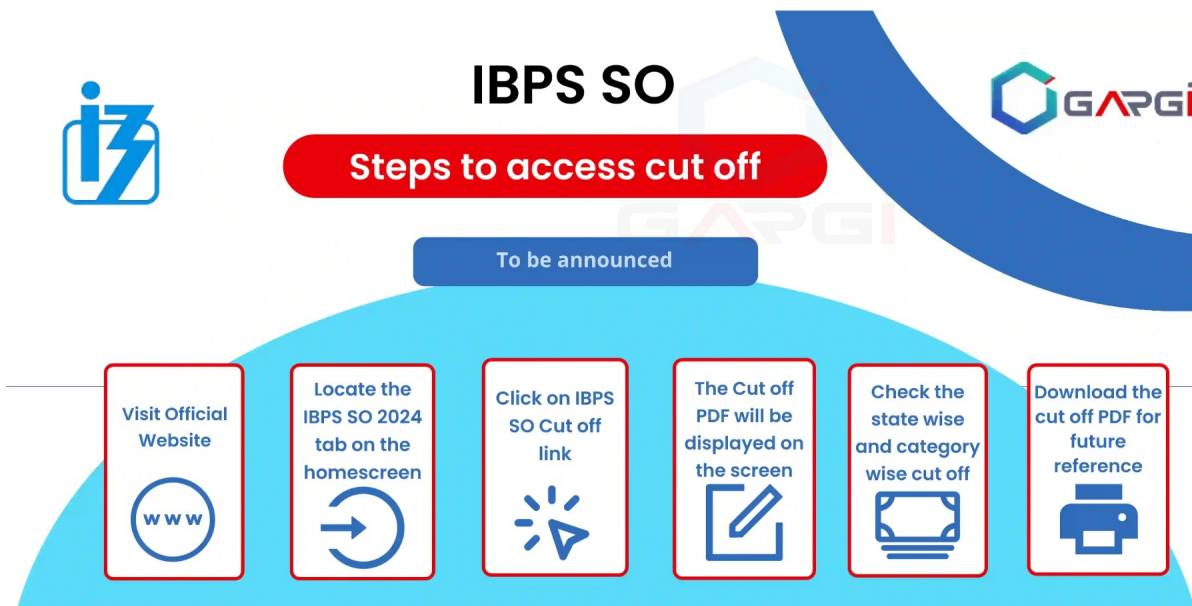 IBPS SO
GARGI
Steps to access cut off
GARGI
To be announced
Visit Official
Website
www
Locate the
IBPS SO 2024
tab on the
homescreen
Click on IBPS
SO Cut off
link
The Cut off
PDF will be
displayed on
the screen
Check the
state wise
and category
wise cut off
Download the
cut off PDF for
future
reference